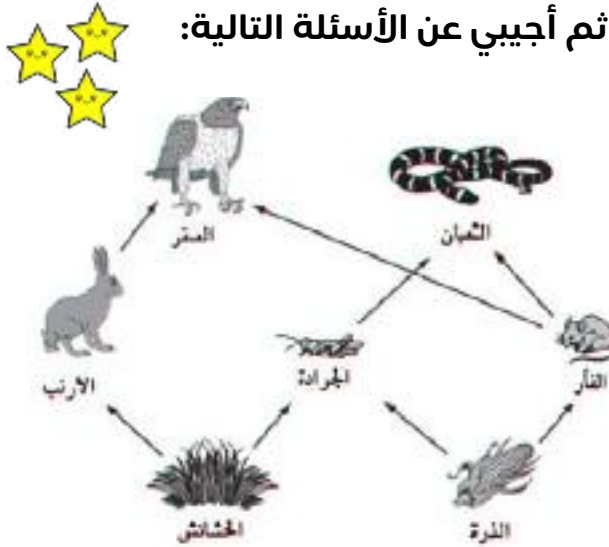 ثم أجيبي عن الأسئلة التالية:
الصقر
الثعبان
الأرنب
الجرادة
الفأر
الحشائش
الذرة